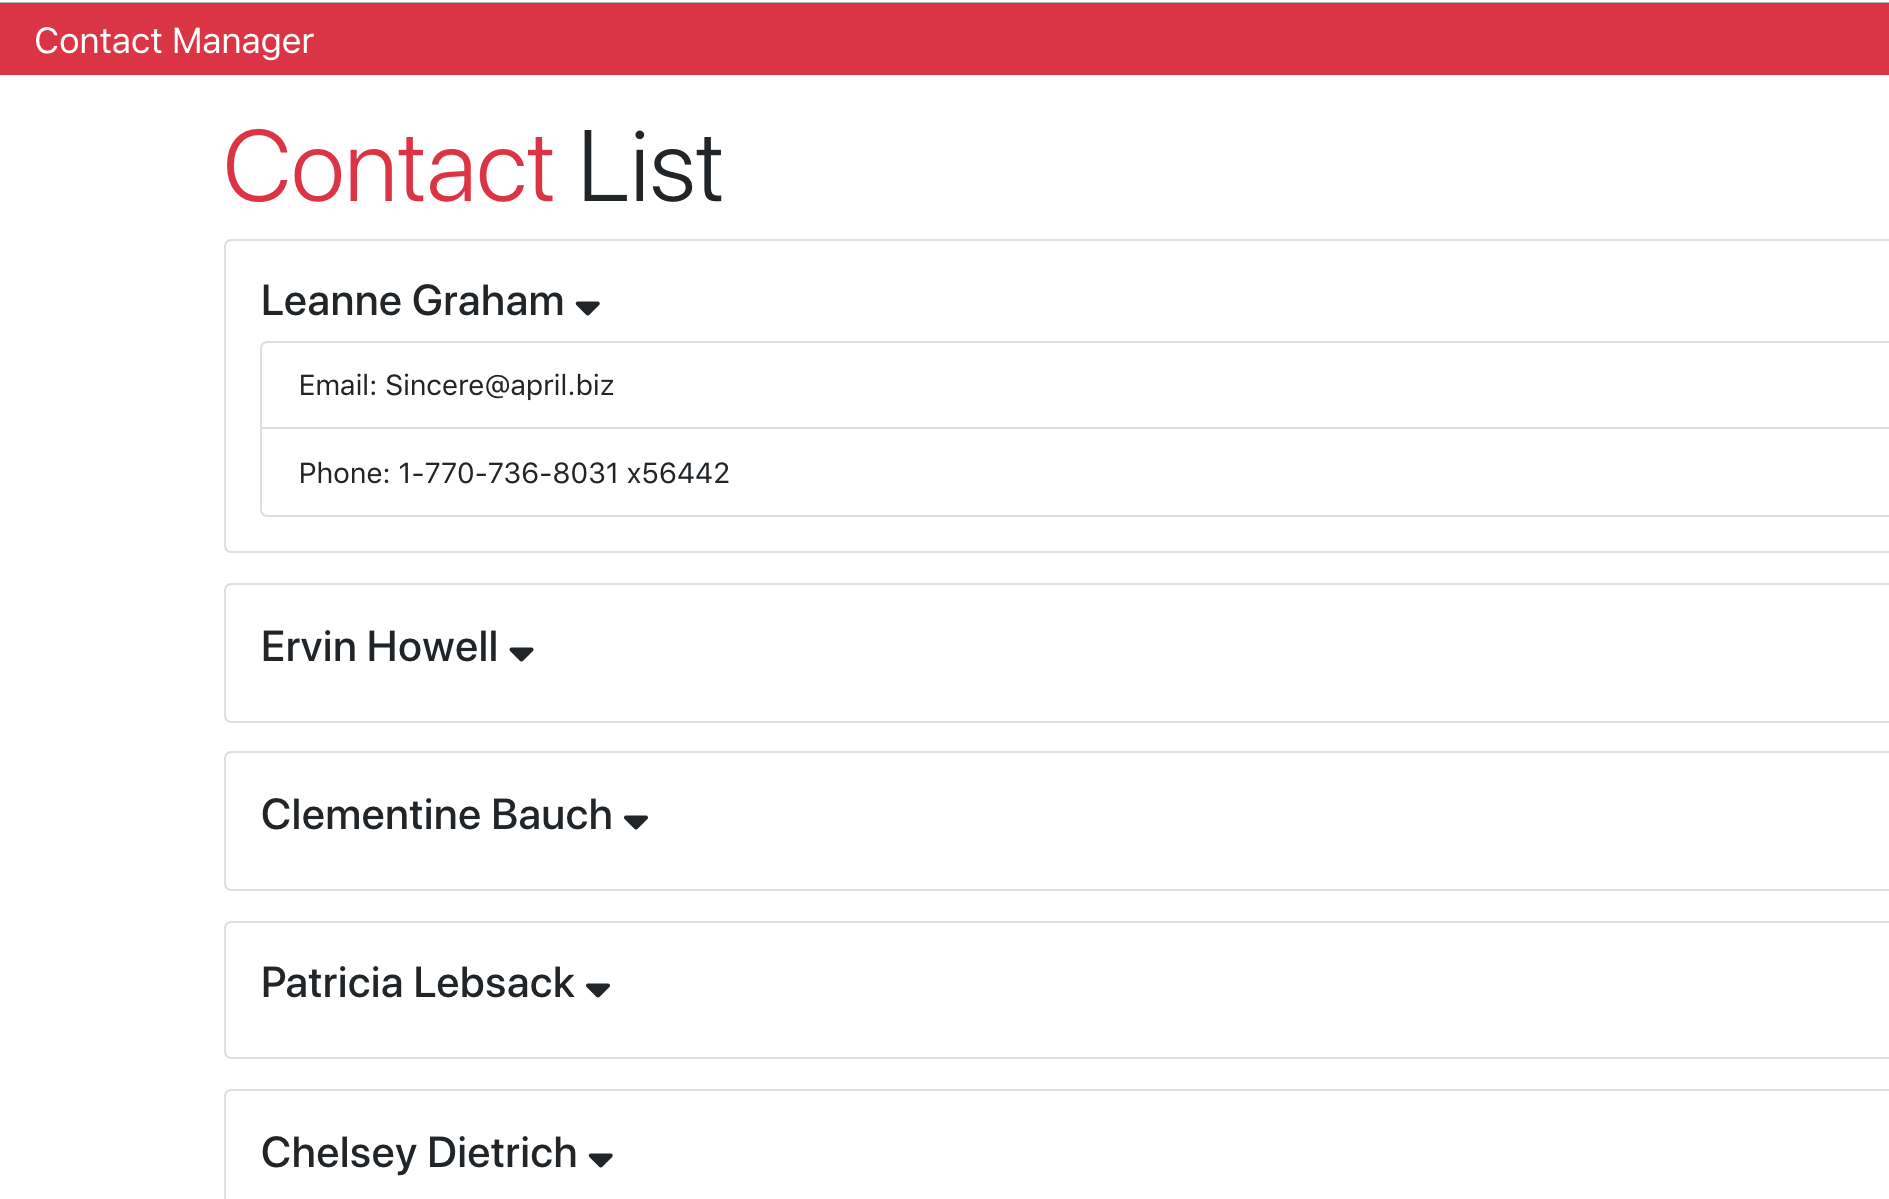 Contact Manager
Contact List
Leanne Graham
Email: Sincere@april.biz
Phone: 1-770-736-8031 x56442
Ervin Howell
Clementine Bauch
Patricia Lebsack
Chelsey Dietrich